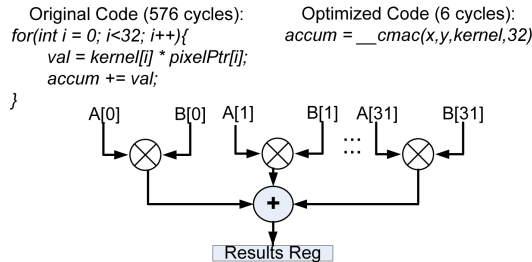 Original Code (576 cycles):
for(int i = 0; i<32; i++){
val = kernel[i] * pixelPtr[i];
accum += val;
}
Optimized Code (6 cycles):
accum = __cmac(x,y,kernel,32);
A[0] B[0] A[1] B[1] A[31] B[31]
...
+
Results Reg